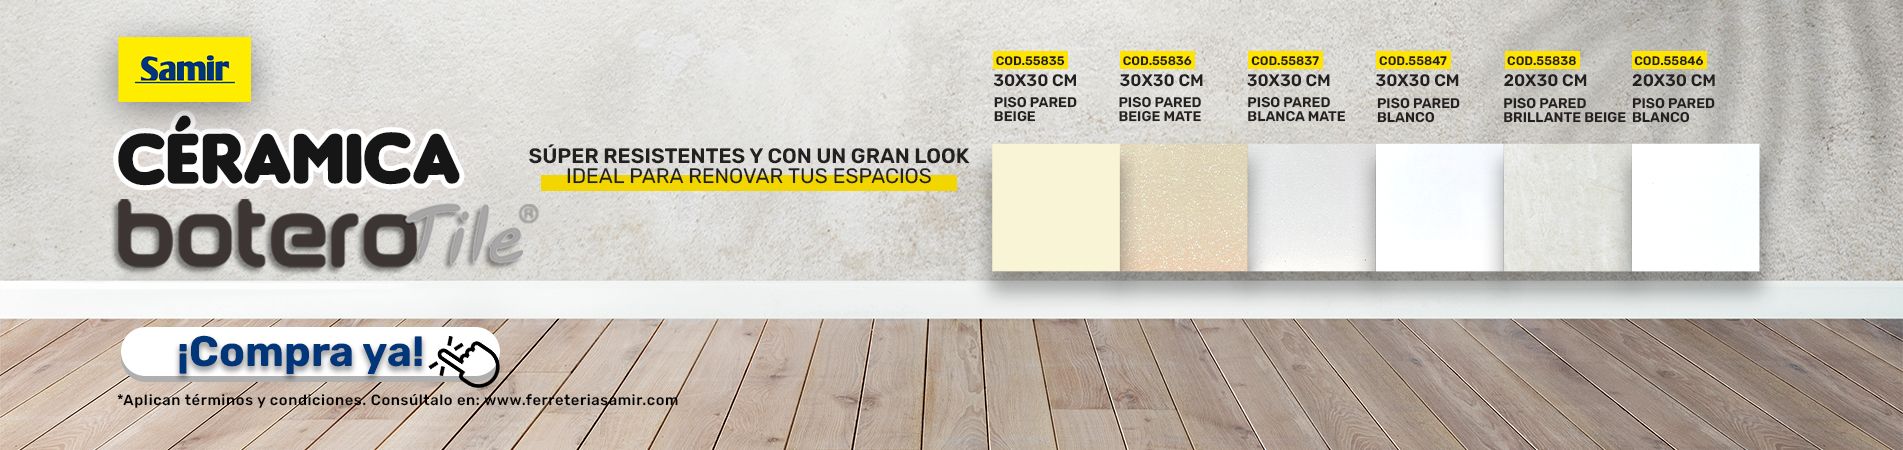 Samir
CÉRAMICA
boteroTile®
SÚPER RESISTENTES Y CON UN GRAN LOOK
IDEAL PARA RENOVAR TUS ESPACIOS
COD.55835
30X30 CM
PISO PARED
BEIGE
COD.55836
30X30 CM
PISO PARED
BEIGE MATE
COD.55837
30X30 CM
PISO PARED
BLANCA MATE
COD.55847
30X30 CM
PISO PARED
BLANCO
COD.55838
20X30 CM
PISO PARED
BRILLANTE BEIGE
COD.55846
20X30 CM
PISO PARED
BLANCO
¡Compra ya!
*Aplican términos y condiciones. Consúltalo en: www.ferreteriasamir.com